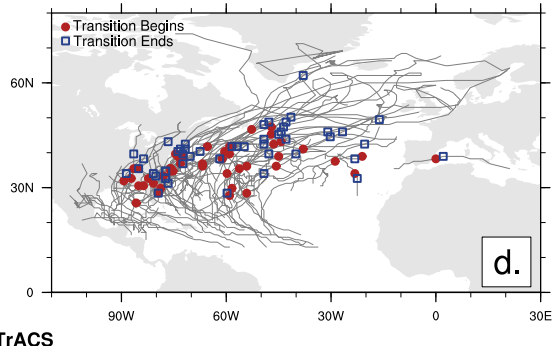 Transition Begins
Transition Ends
60N
30N
0
d.
90W
60W
30W
0
30E
TrACS